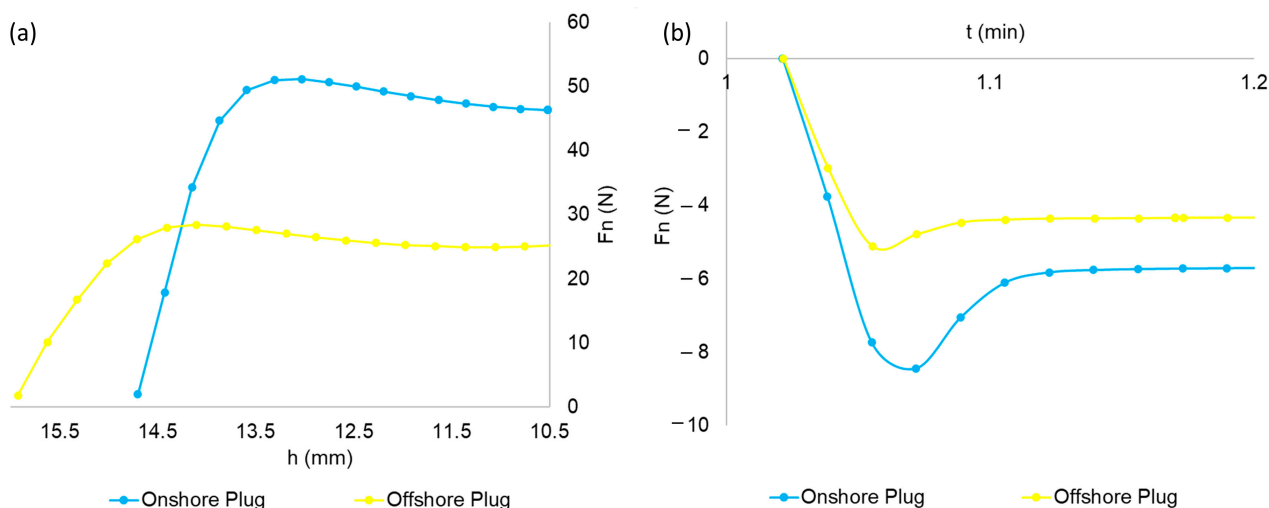 (a)
60
50
40
30
20
10
0
Fn (N)
15.5 14.5 13.5 12.5 11.5 10.5
h (mm)
Onshore Plug Offshore Plug
(b)
t (min)
0
1 1.1 1.2
− 2
− 4
− 6
− 8
− 10
Fn (N)
Onshore Plug Offshore Plug